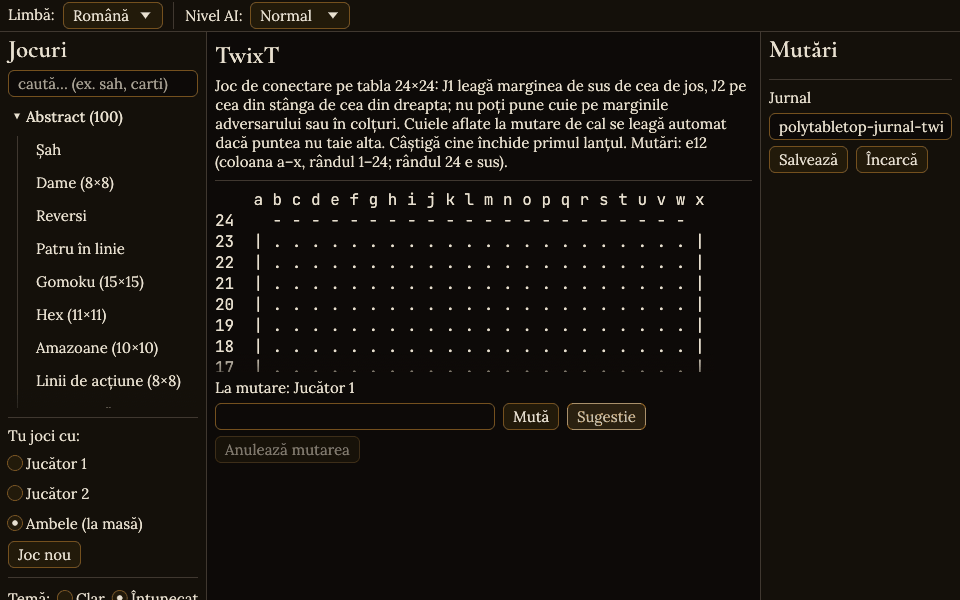 Limbă: Română ▼ Nivel AI: Normal ▼
Jocuri
caută... (ex. sah, carti)
▾ Abstract (100)
Șah
Dame (8×8)
Reversi
Patru în linie
Gomoku (15×15)
Hex (11×11)
Amazoane (10×10)
Linii de acțiune (8×8)
Tu joci cu:
Jucător 1
Jucător 2
Ambele (la masă)
Joc nou
Temă: Clar Întunecat
TwixT
Joc de conectare pe tabla 24×24: J1 leagă marginea de sus de cea de jos, J2 pe
cea din stânga de cea din dreapta; nu poți pune cuie pe marginile
adversarului sau în colțuri. Cuiele aflate la mutare de cal se leagă automat
dacă puntea nu taie alta. Câștigă cine închide primul lanțul. Mutări: e12
(coloana a–x, rândul 1–24; rândul 24 e sus).
a b c d e f g h i j k l m n o p q r s t u v w x
24 - - - - - - - - - - - - - - - - - - - - - -
23 | . . . . . . . . . . . . . . . . . . . . . . |
22 | . . . . . . . . . . . . . . . . . . . . . . |
21 | . . . . . . . . . . . . . . . . . . . . . . |
20 | . . . . . . . . . . . . . . . . . . . . . . |
19 | . . . . . . . . . . . . . . . . . . . . . . |
18 | . . . . . . . . . . . . . . . . . . . . . . |
17 | . . . . . . . . . . . . . . . . . . . . . . |
La mutare: Jucător 1
Mută Sugestie
Anulează mutarea
Mutări
Jurnal
polytabletop-jurnal-twi
Salvează Încarcă